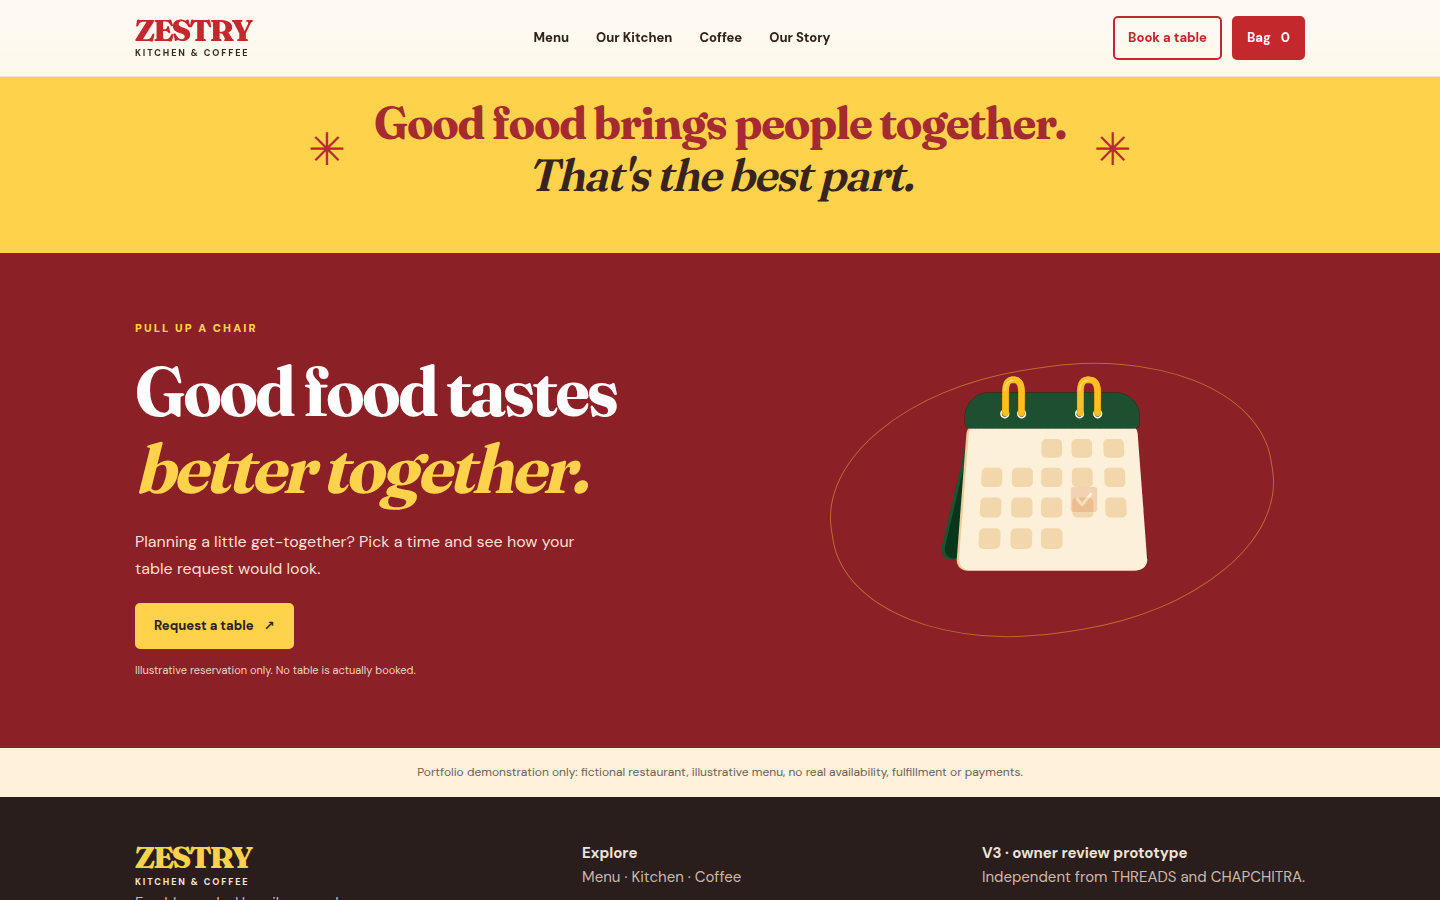 ZESTRY
KITCHEN & COFFEE
Menu
Our Kitchen
Coffee
Our Story
Book a table
Bag 0
Good food brings people together.
That's the best part.
PULL UP A CHAIR
Good food tastes
better together.
Planning a little get-together? Pick a time and see how your
table request would look.
Request a table ↗
Illustrative reservation only. No table is actually booked.
Portfolio demonstration only: fictional restaurant, illustrative menu, no real availability, fulfillment or payments.
ZESTRY
KITCHEN & COFFEE
Explore
Menu · Kitchen · Coffee
V3 · owner review prototype
Independent from THREADS and CHAPCHITRA.